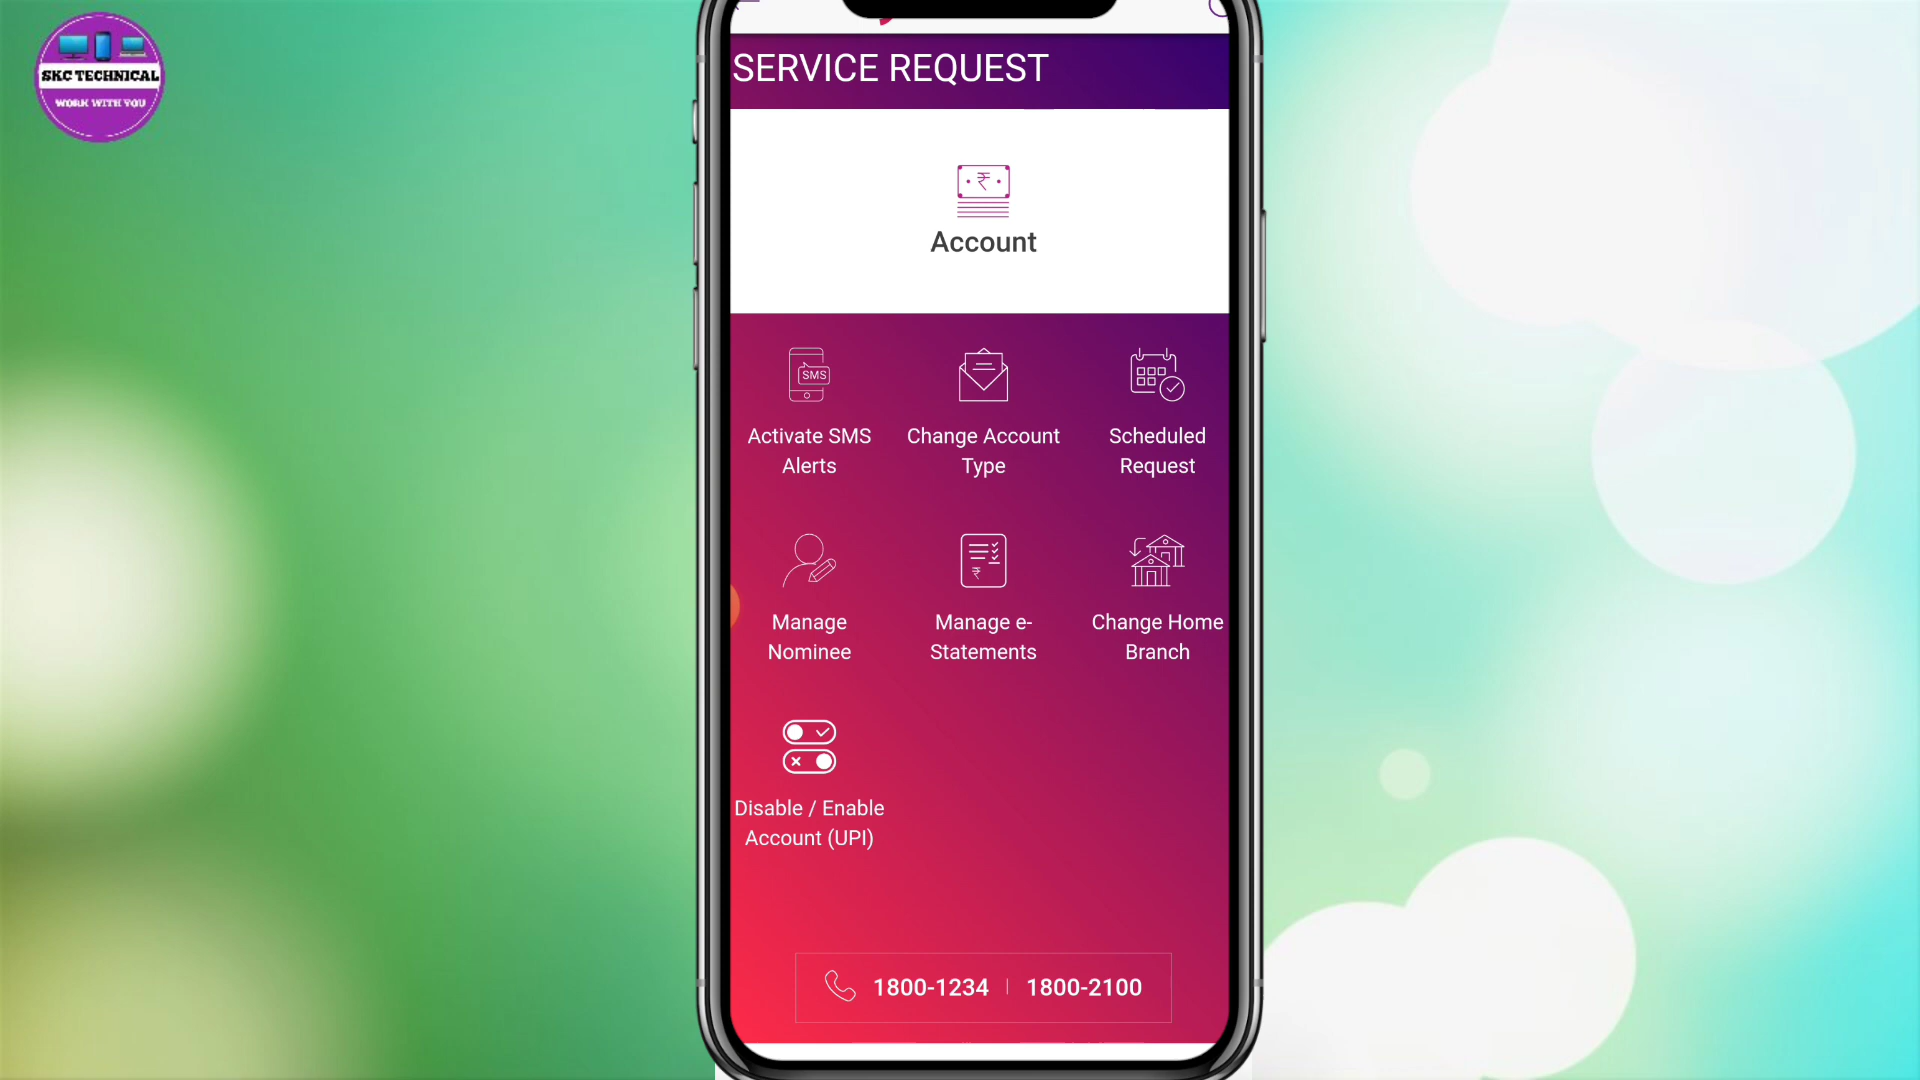 SKC TECHNICAL
WORK WITH YOU
SERVICE REQUEST
₹
Account
SMS
Activate SMS
Alerts
Change Account
Type
Scheduled
Request
Manage
Nominee
₹
Manage e-
Statements
Change Home
Branch
Disable / Enable
Account (UPI)
1800-1234 | 1800-2100